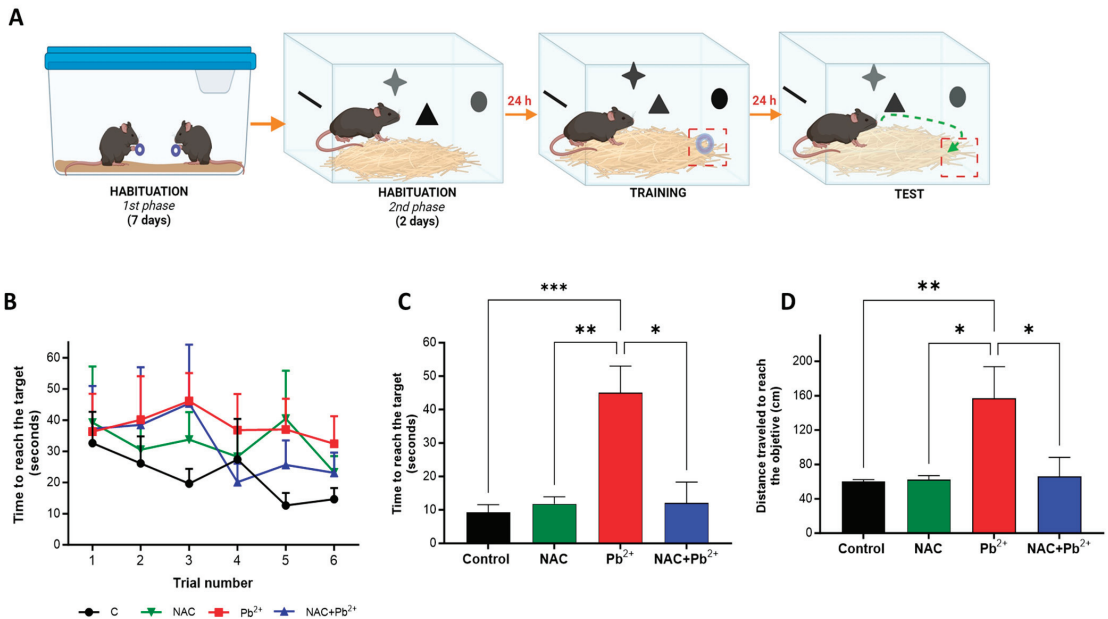 A
24 h
24 h
HABITUATION
1st phase
(7 days)
HABITUATION
2nd phase
(2 days)
TRAINING
TEST
B
Time to reach the target
(seconds)
60
50
40
30
20
10
0
1 2 3 4 5 6
Trial number
C NAC Pb²⁺ NAC+Pb²⁺
C
***
** *
Time to reach the target
(seconds)
60
50
40
30
20
10
0
Control NAC Pb²⁺ NAC+Pb²⁺
D
**
* *
Distance traveled to reach
the objetive (cm)
200
160
120
80
40
0
Control NAC Pb²⁺ NAC+Pb²⁺